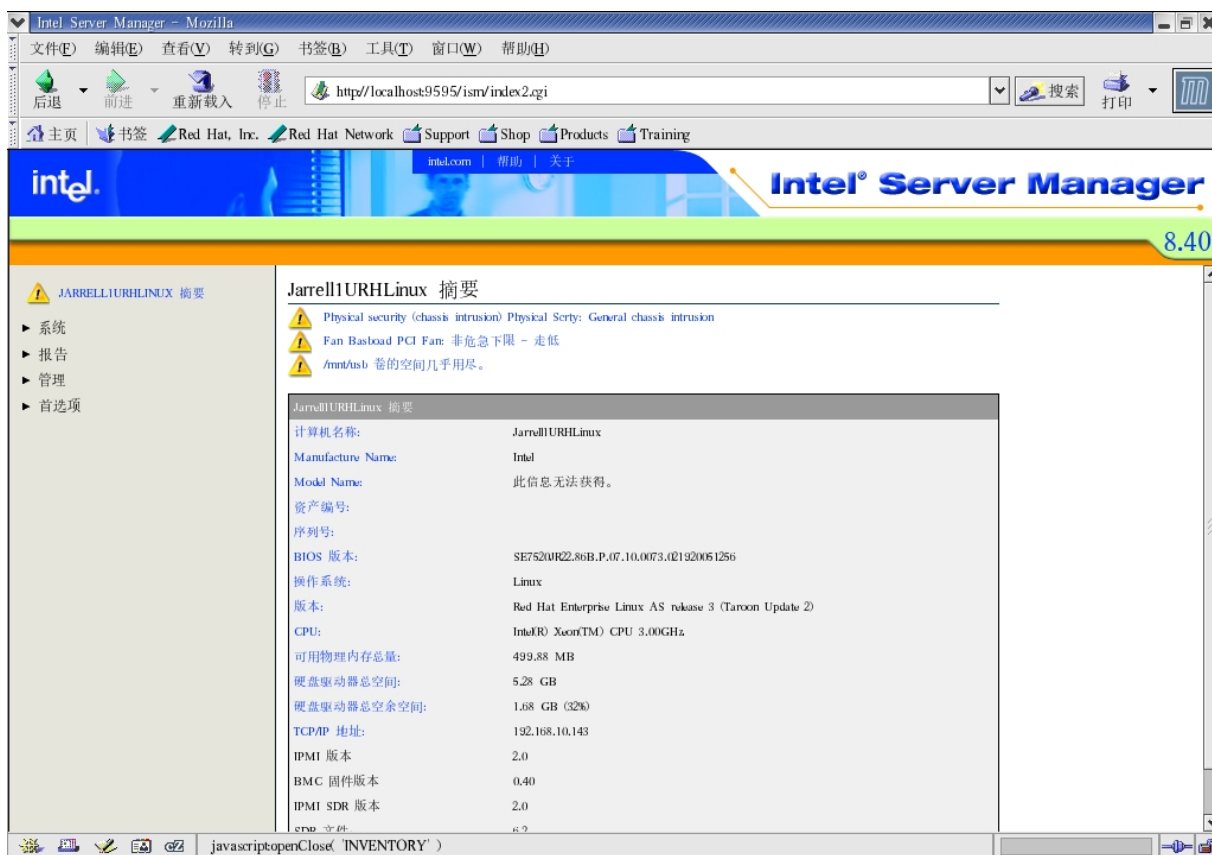 Intel Server Manager - Mozilla
文件(F) 编辑(E) 查看(V) 转到(G) 书签(B) 工具(T) 窗口(W) 帮助(H)
后退 前进 重新载入 停止 http://localhost:9595/ism/index2.cgi 搜索 打印
主页 书签 Red Hat, Inc. Red Hat Network Support Shop Products Training
intel.com | 帮助 | 关于
intel.
Intel® Server Manager
8.40
JARRELL1URHLINUX 摘要
系统
报告
管理
首选项
Jarrell1URHLinux 摘要
Physical security (chassis intrusion) Physical Scrty: General chassis intrusion
Fan Basboad PCI Fan: 非危急下限 - 走低
/mnt/usb 卷的空间几乎用尽。
Jarrell1URHLinux 摘要
计算机名称: Jarrell1URHLinux
Manufacture Name: Intel
Model Name: 此信息无法获得。
资产编号:
序列号:
BIOS 版本: SE7520JR22.86B.P.07.10.0073.021920051256
操作系统: Linux
版本: Red Hat Enterprise Linux AS release 3 (Taroon Update 2)
CPU: Intel(R) Xeon(TM) CPU 3.00GHz
可用物理内存总量: 499.88 MB
硬盘驱动器总空间: 5.28 GB
硬盘驱动器总空余空间: 1.68 GB (32%)
TCP/IP 地址: 192.168.10.143
IPMI 版本 2.0
BMC 固件版本 0.40
IPMI SDR 版本 2.0
SDR 文件 6.2
javascript:openClose( 'INVENTORY' )